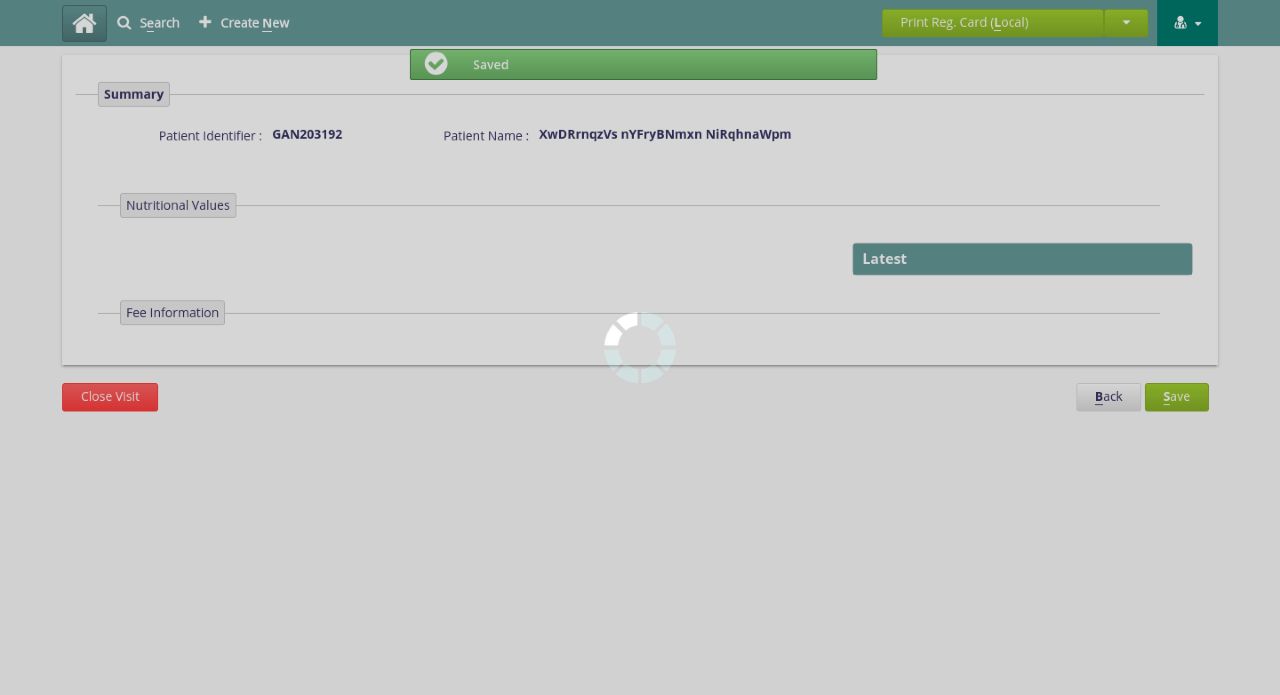 Search
Create New
Print Reg. Card (Local)
Saved
Summary
Patient Identifier : GAN203192
Patient Name : XwDRrnqzVs nYFryBNmxn NiRqhnaWpm
Nutritional Values
Latest
Fee Information
Close Visit
Back
Save